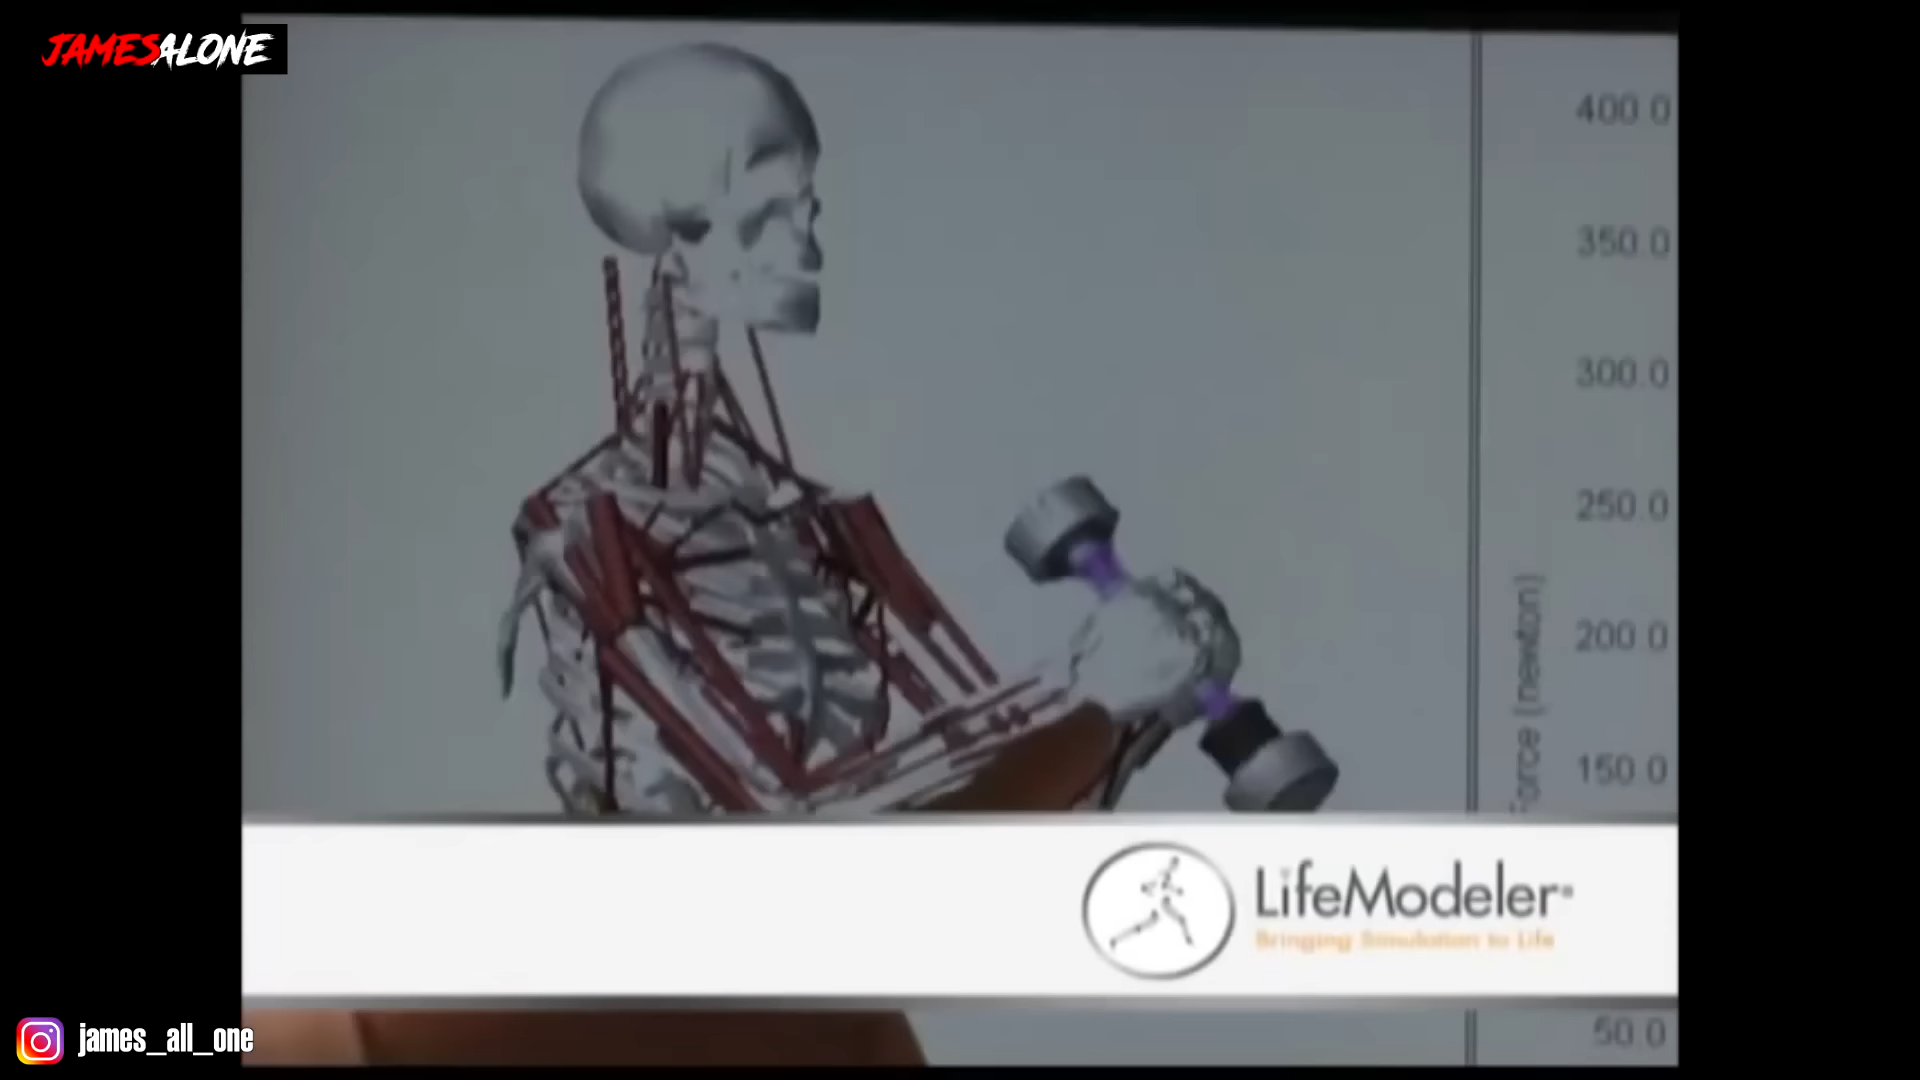 JAMESALONE
400.0
350.0
300.0
250.0
200.0
150.0
50.0
Force (newton)
LifeModeler®
Bringing Simulation to Life
james_all_one